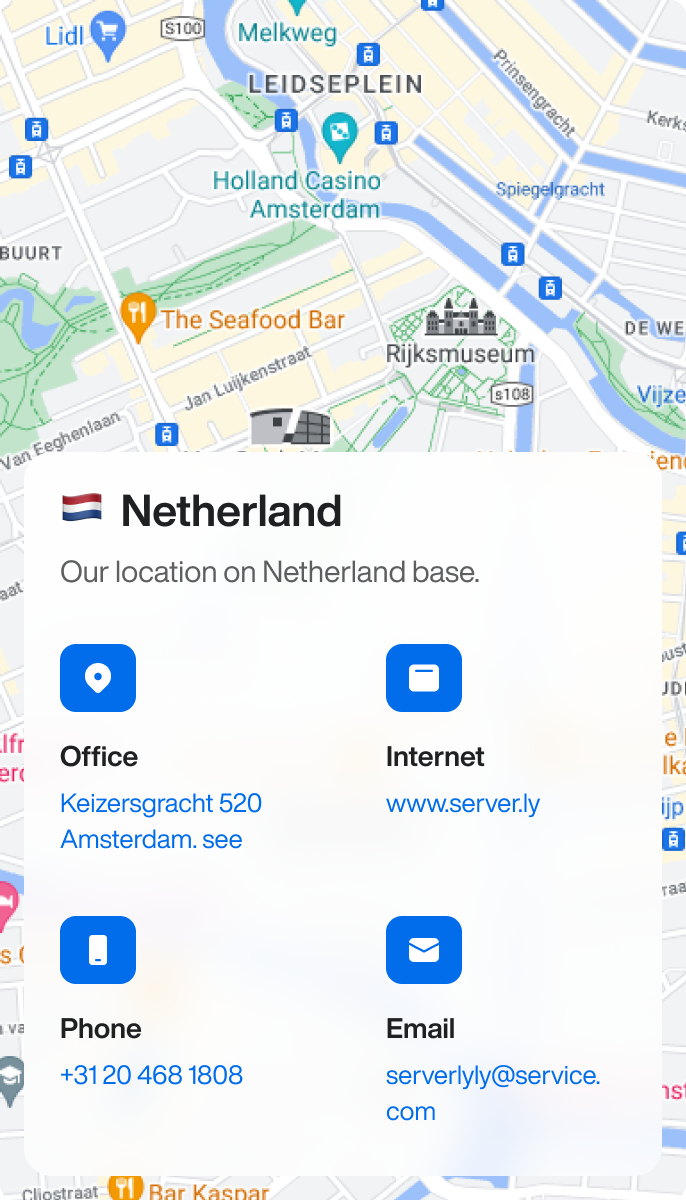 Lidl
S100
Melkweg
LEIDSEPLEIN
Prinsengracht
Kerks
Holland Casino
Amsterdam
Spiegelgracht
BUURT
The Seafood Bar
Rijksmuseum
DE WE
Jan Luijkenstraat
s108
Vijze
Van Eeghenlaan
🇳🇱 Netherland
Our location on Netherland base.
Office
Keizersgracht 520
Amsterdam. see
Internet
www.server.ly
Phone
+31 20 468 1808
Email
serverlyly@service.
com
Cliostraat
Bar Kaspar